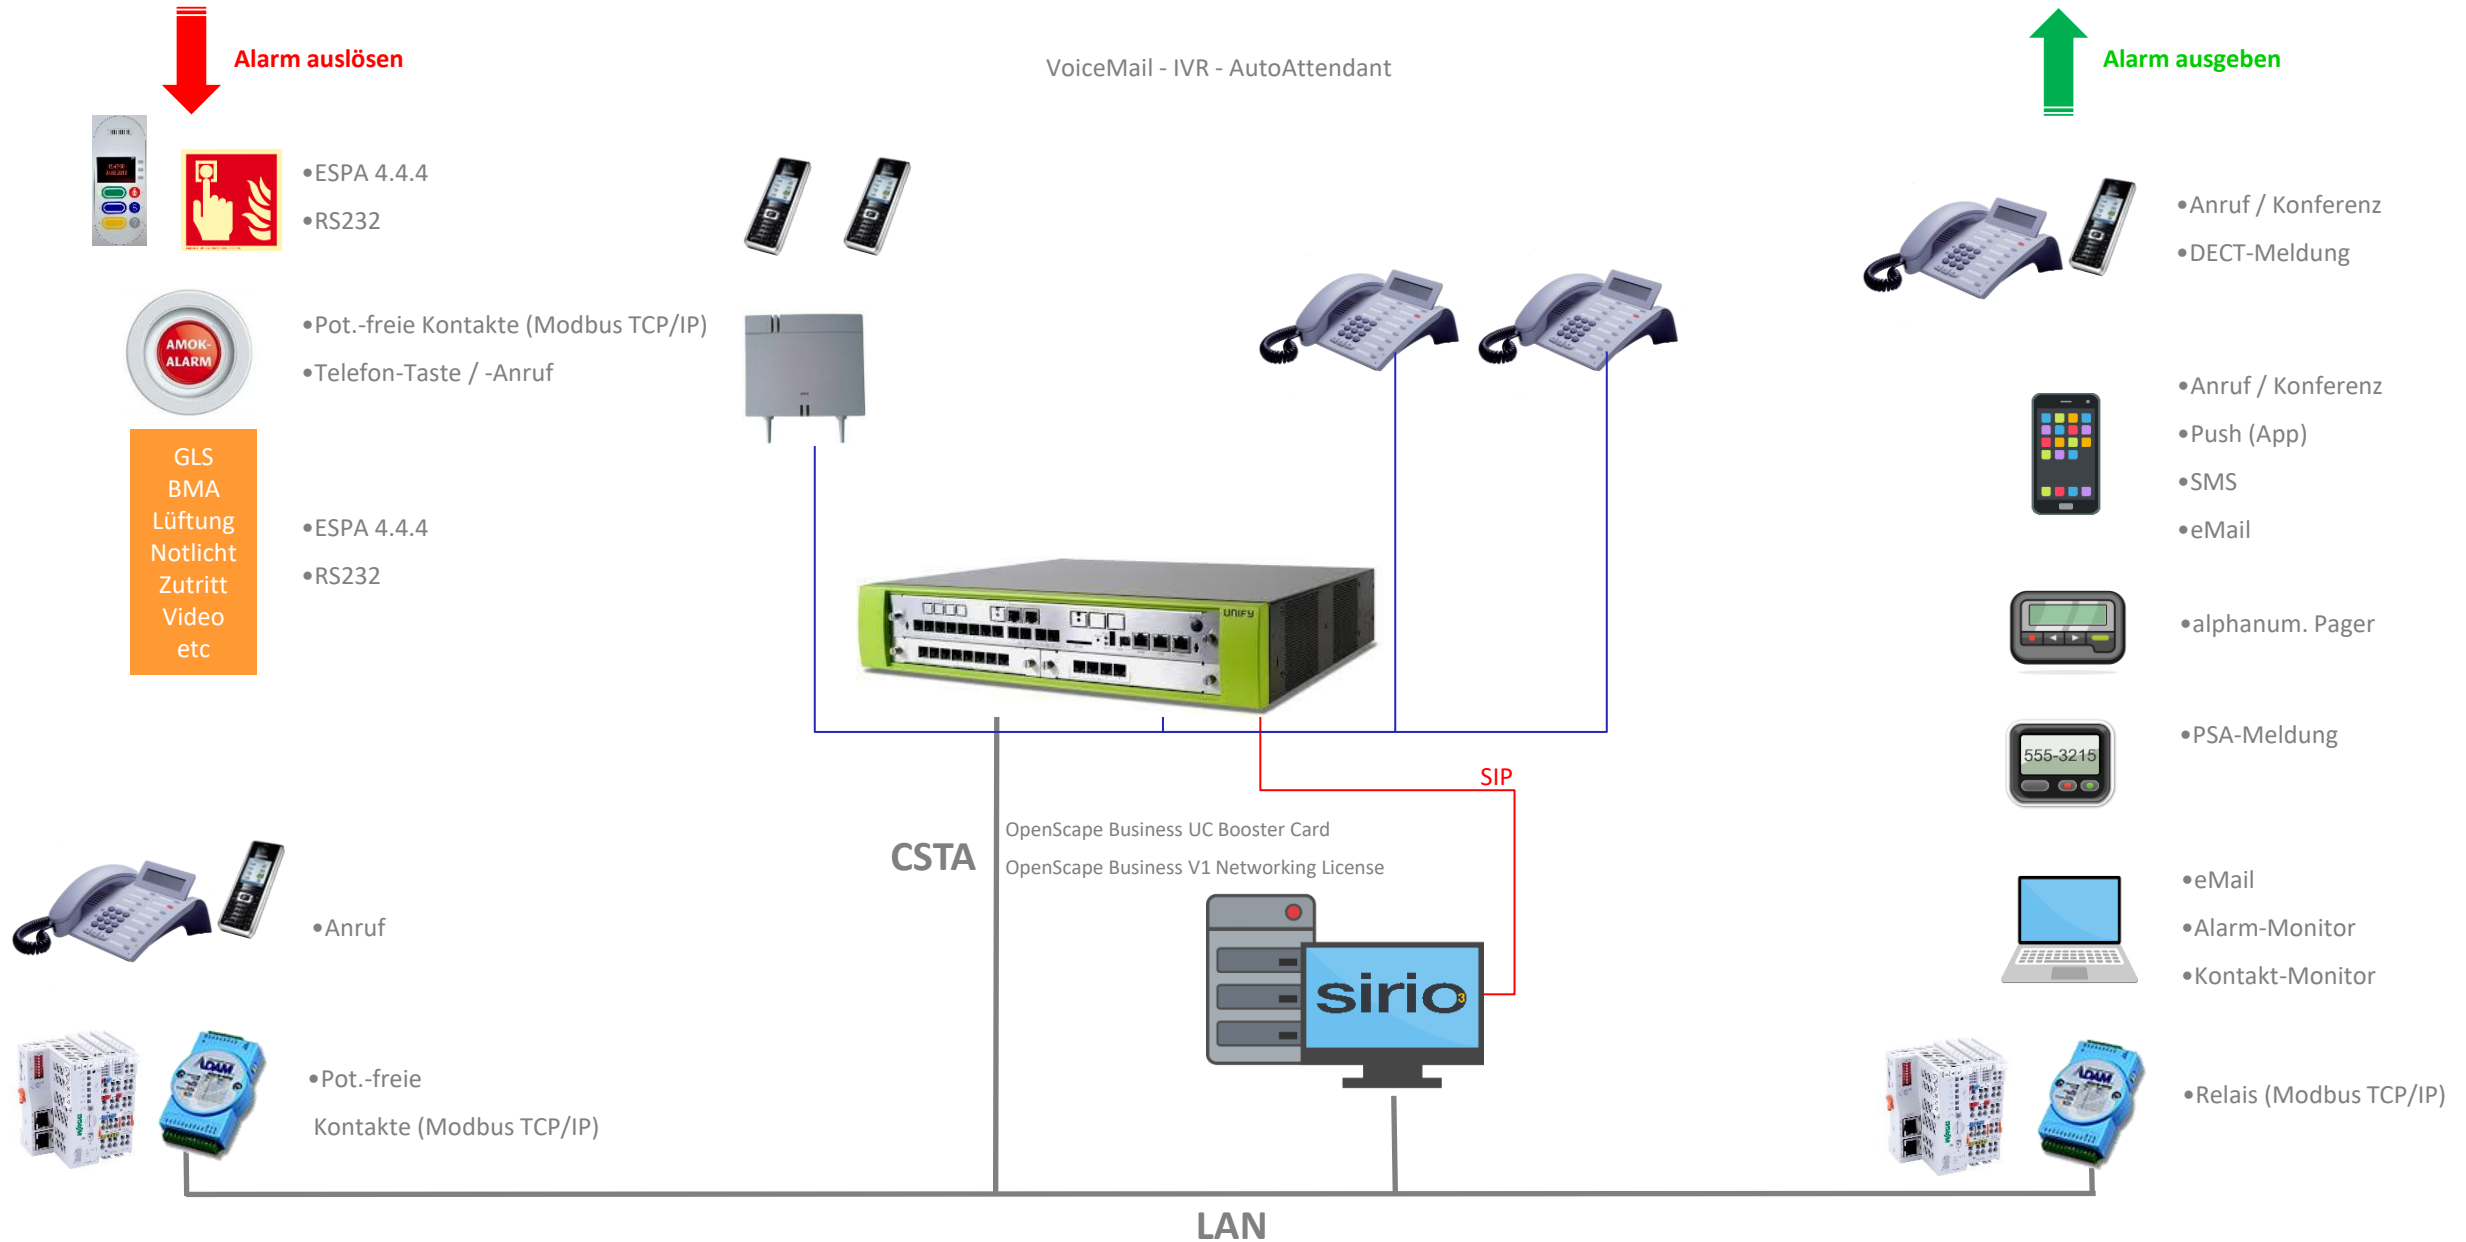 Alarm auslösen
VoiceMail - IVR - AutoAttendant
Alarm ausgeben
•ESPA 4.4.4
•RS232
AMOK-
ALARM
•Pot.-freie Kontakte (Modbus TCP/IP)
•Telefon-Taste / -Anruf
GLS
BMA
Lüftung
Notlicht
Zutritt
Video
etc
•ESPA 4.4.4
•RS232
•Anruf
•Pot.-freie
Kontakte (Modbus TCP/IP)
ADAM
UNIFY
SIP
CSTA
OpenScape Business UC Booster Card
OpenScape Business V1 Networking License
sirio3
LAN
•Anruf / Konferenz
•DECT-Meldung
•Anruf / Konferenz
•Push (App)
•SMS
•eMail
•alphanum. Pager
555-3215
•PSA-Meldung
•eMail
•Alarm-Monitor
•Kontakt-Monitor
ADAM
•Relais (Modbus TCP/IP)